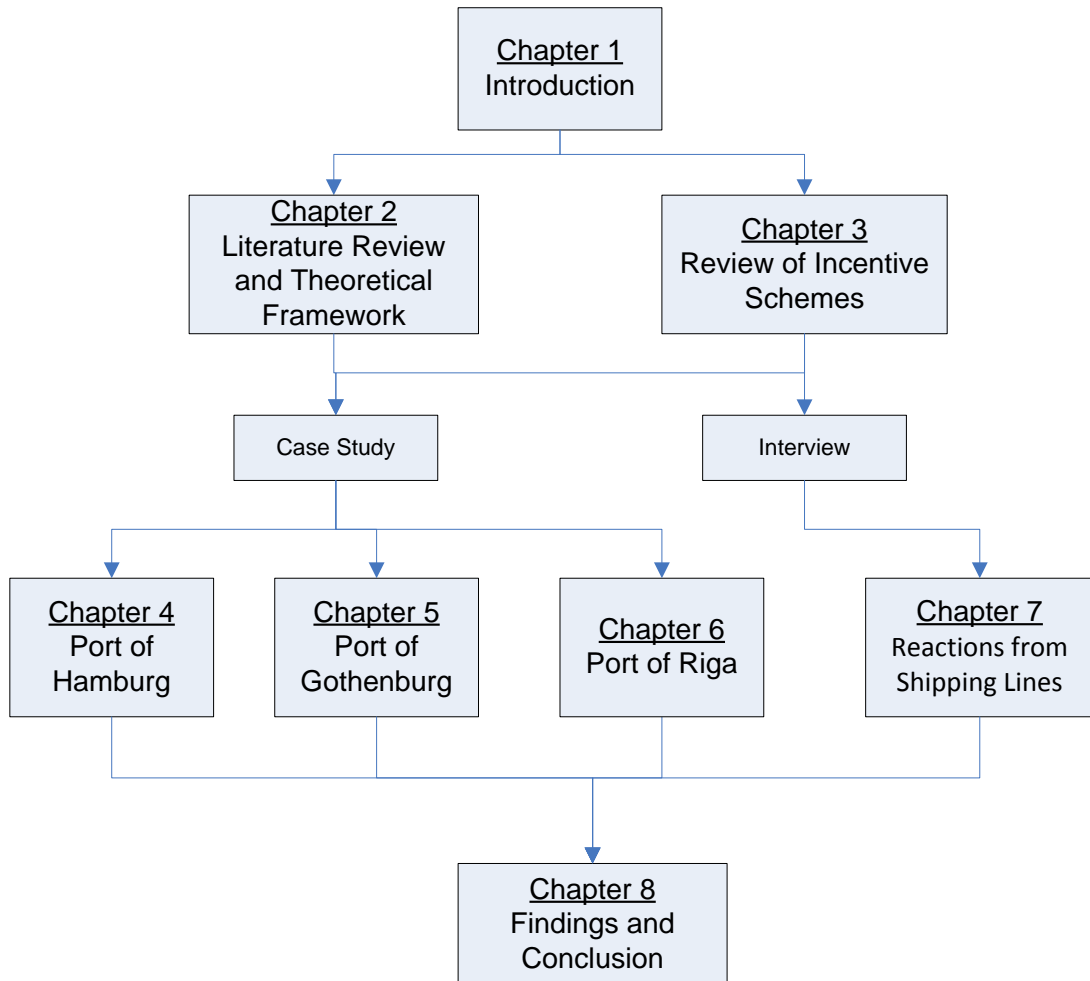 Chapter 1
Introduction
Chapter 2
Literature Review
and Theoretical
Framework
Chapter 3
Review of Incentive
Schemes
Case Study
Interview
Chapter 4
Port of
Hamburg
Chapter 5
Port of
Gothenburg
Chapter 6
Port of Riga
Chapter 7
Reactions from
Shipping Lines
Chapter 8
Findings and
Conclusion